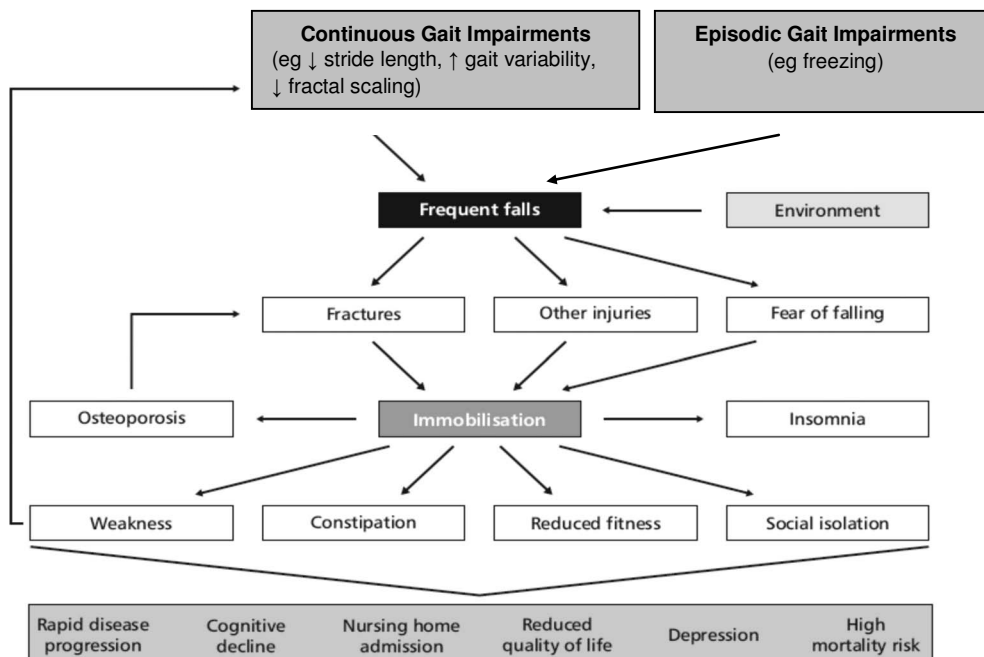 Continuous Gait Impairments
(eg ↓ stride length, ↑ gait variability,
↓ fractal scaling)
Episodic Gait Impairments
(eg freezing)
Frequent falls
Environment
Fractures
Other injuries
Fear of falling
Osteoporosis
Immobilisation
Insomnia
Weakness
Constipation
Reduced fitness
Social isolation
Rapid disease
progression
Cognitive
decline
Nursing home
admission
Reduced
quality of life
Depression
High
mortality risk